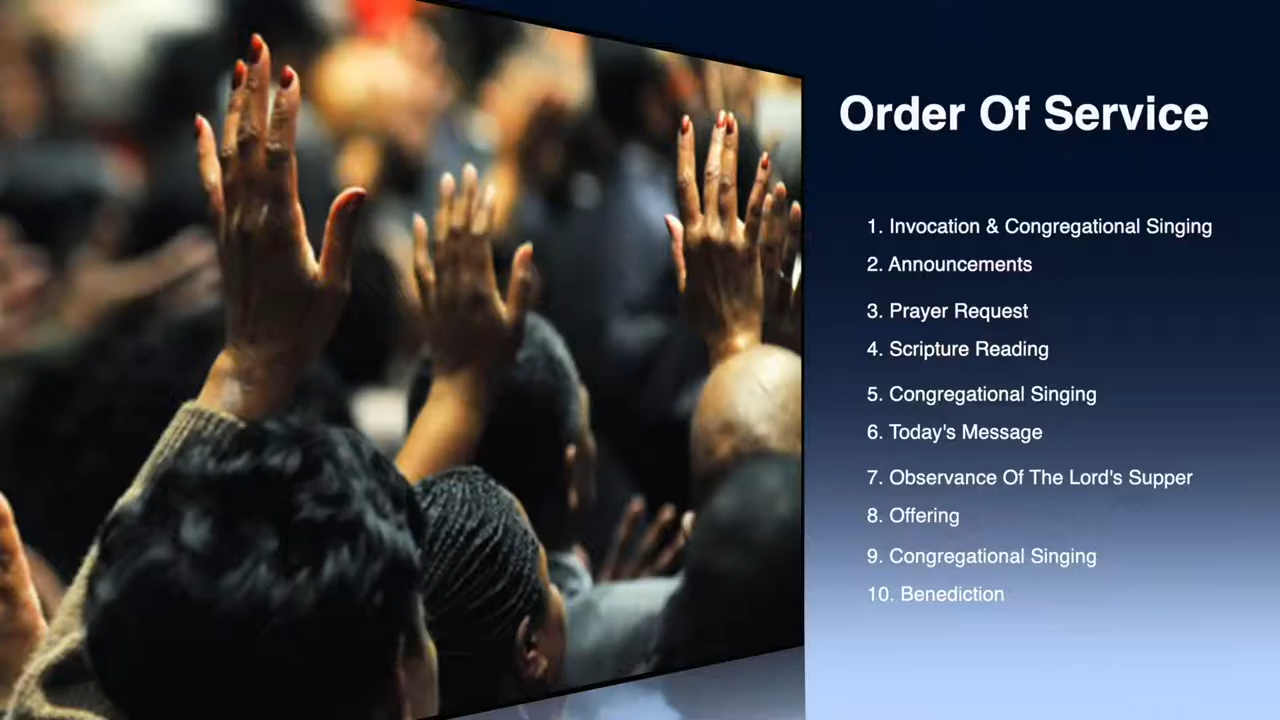 Order Of Service
1. Invocation & Congregational Singing
2. Announcements
3. Prayer Request
4. Scripture Reading
5. Congregational Singing
6. Today's Message
7. Observance Of The Lord's Supper
8. Offering
9. Congregational Singing
10. Benediction